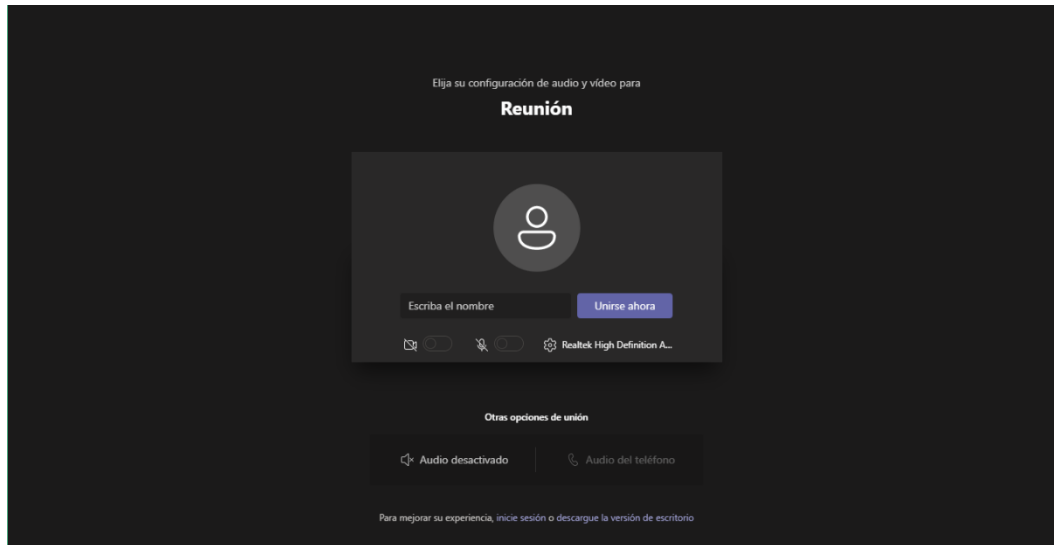 Elija su configuración de audio y vídeo para
Reunión
Escriba el nombre
Unirse ahora
Realtek High Definition A...
Otras opciones de unión
Audio desactivado
Audio del teléfono
Para mejorar su experiencia, inicie sesión o descargue la versión de escritorio